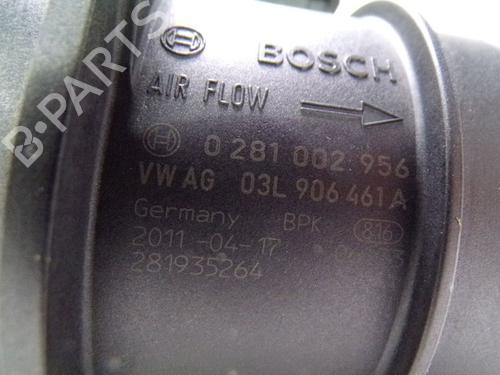 BOSCH
AIR FLOW
0 281 002 956
VW AG 03L 906 461 A
Germany BPK 816
2011-04-17
281935264
B-PARTS